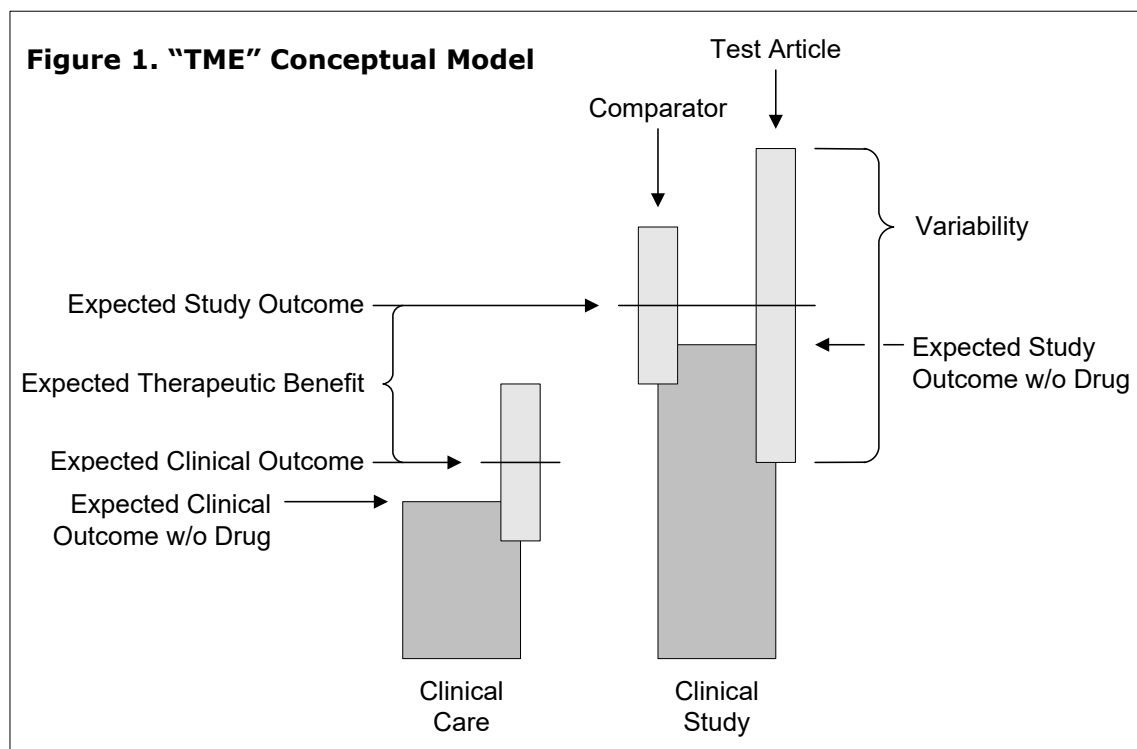 Figure 1. “TME” Conceptual Model
Test Article
Comparator
Variability
Expected Study Outcome
Expected Study
Outcome w/o Drug
Expected Therapeutic Benefit
Expected Clinical Outcome
Expected Clinical
Outcome w/o Drug
Clinical
Care
Clinical
Study